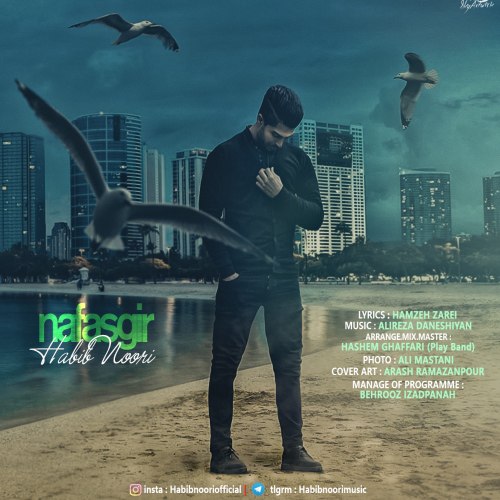 nafasgir
Habib Noori
LYRICS : HAMZEH ZAREI
MUSIC : ALIREZA DANESHIYAN
ARRANGE.MIX.MASTER :
HASHEM GHAFFARI (Play Band)
PHOTO : ALI MASTANI
COVER ART : ARASH RAMAZANPOUR
MANAGE OF PROGRAMME :
BEHROOZ IZADPANAH
insta : Habibnooriofficial | tlgrm : Habibnoorimusic